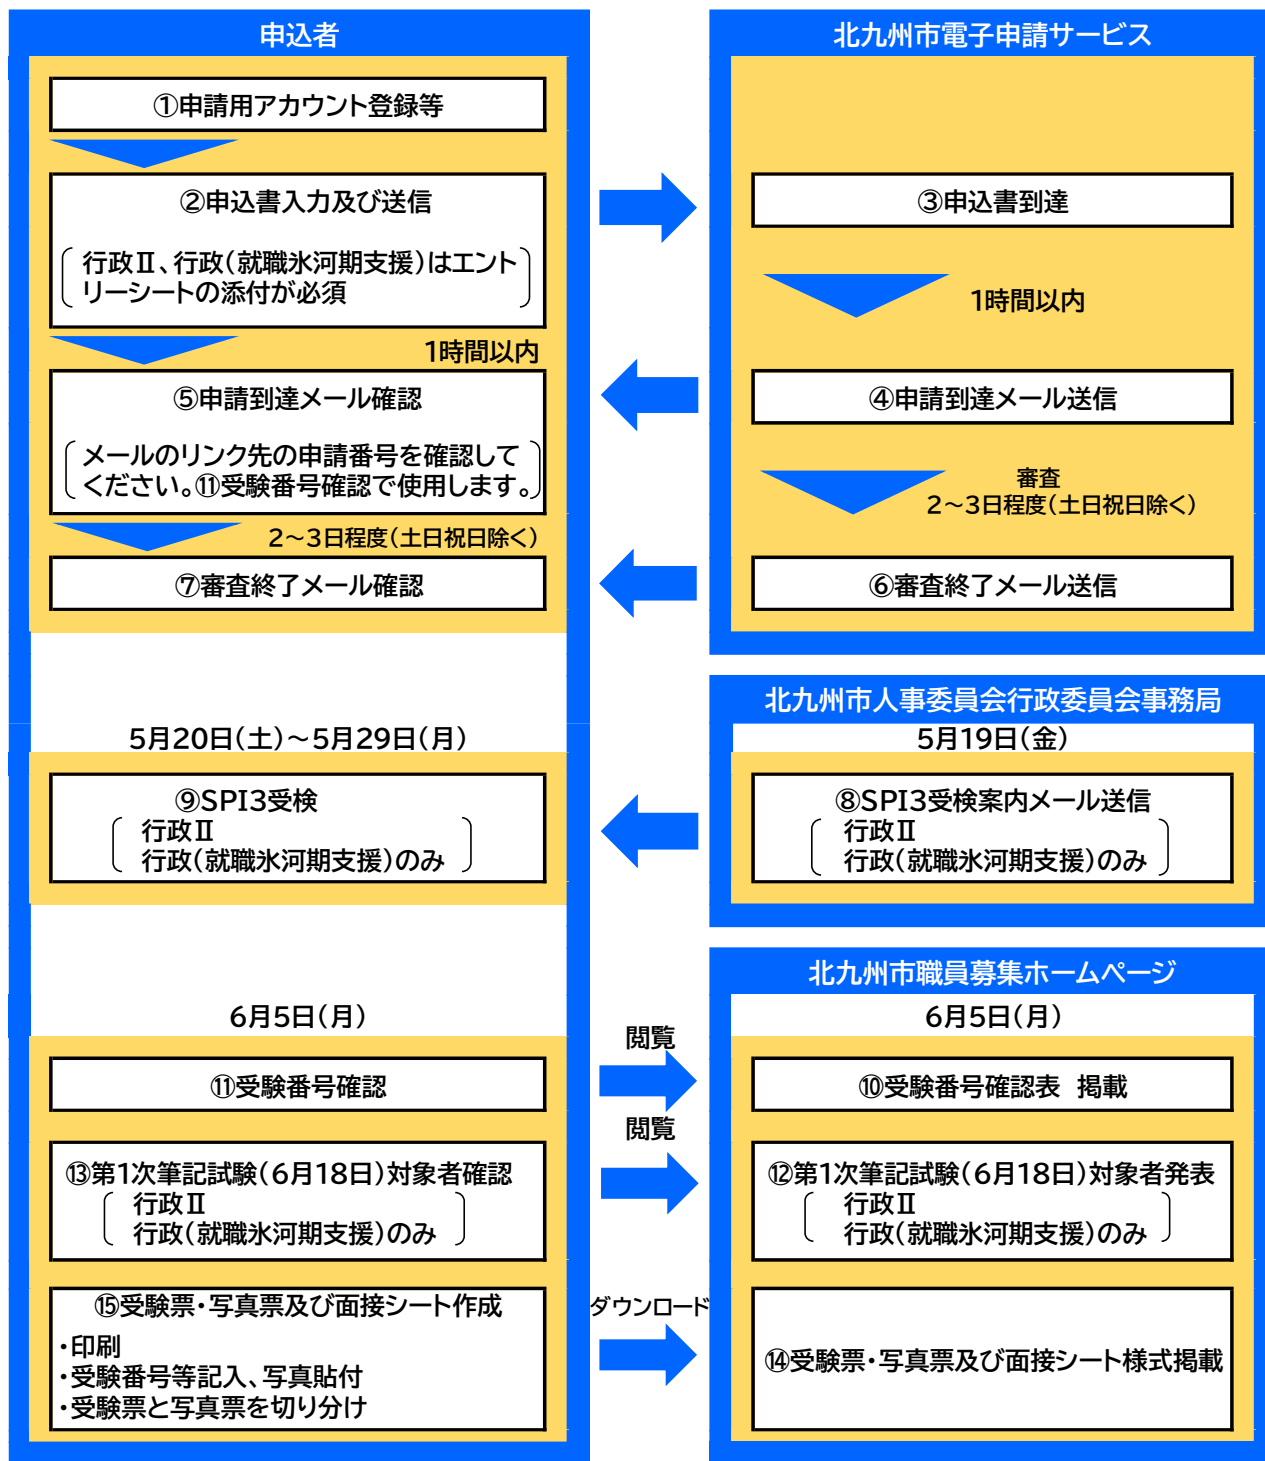 申込者
北九州市電子申請サービス
①申請用アカウント登録等
②申込書入力及び送信
行政Ⅱ、行政(就職氷河期支援)はエント
リーシートの添付が必須
③申込書到達
1時間以内
1時間以内
⑤申請到達メール確認
メールのリンク先の申請番号を確認して
ください。⑪受験番号確認で使用します。
④申請到達メール送信
審査
2～3日程度(土日祝日除く)
2～3日程度(土日祝日除く)
⑦審査終了メール確認
⑥審査終了メール送信
北九州市人事委員会行政委員会事務局
5月20日(土)～5月29日(月)
5月19日(金)
⑨SPI3受検
行政Ⅱ
行政(就職氷河期支援)のみ
⑧SPI3受検案内メール送信
行政Ⅱ
行政(就職氷河期支援)のみ
北九州市職員募集ホームページ
6月5日(月)
6月5日(月)
閲覧
⑪受験番号確認
⑩受験番号確認表　掲載
閲覧
⑬第1次筆記試験(6月18日)対象者確認
行政Ⅱ
行政(就職氷河期支援)のみ
⑫第1次筆記試験(6月18日)対象者発表
行政Ⅱ
行政(就職氷河期支援)のみ
⑮受験票・写真票及び面接シート作成
・印刷
・受験番号等記入、写真貼付
・受験票と写真票を切り分け
ダウンロード
⑭受験票・写真票及び面接シート様式掲載